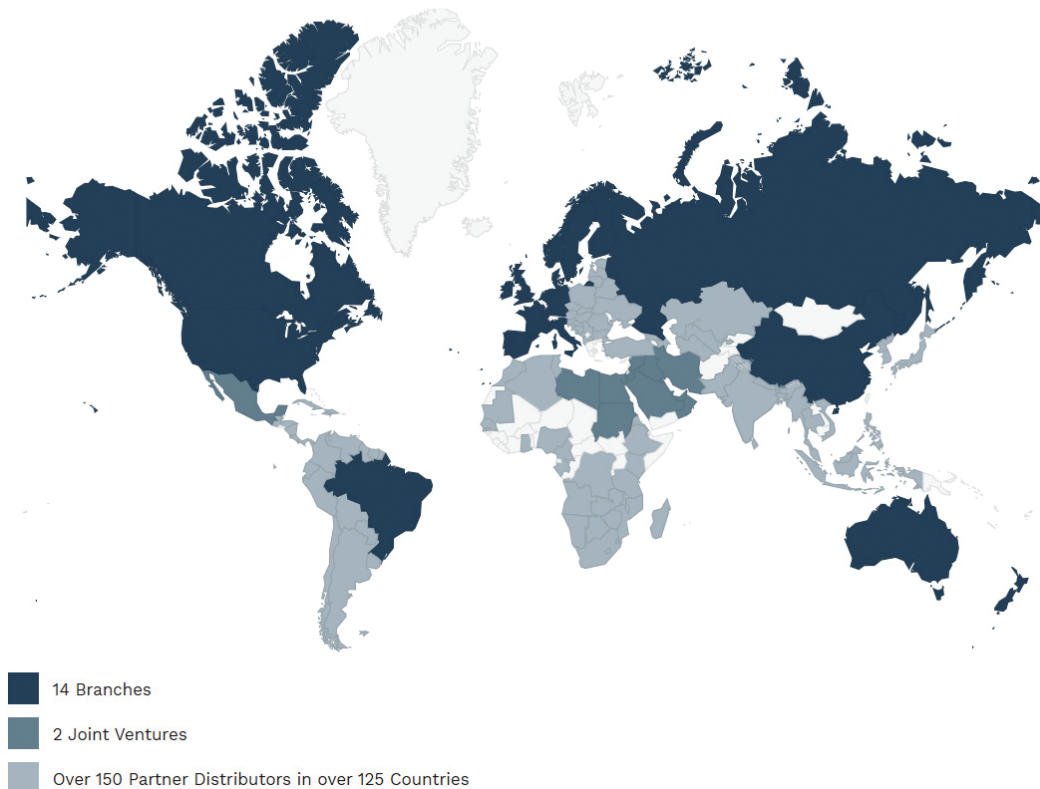 14 Branches
2 Joint Ventures
Over 150 Partner Distributors in over 125 Countries